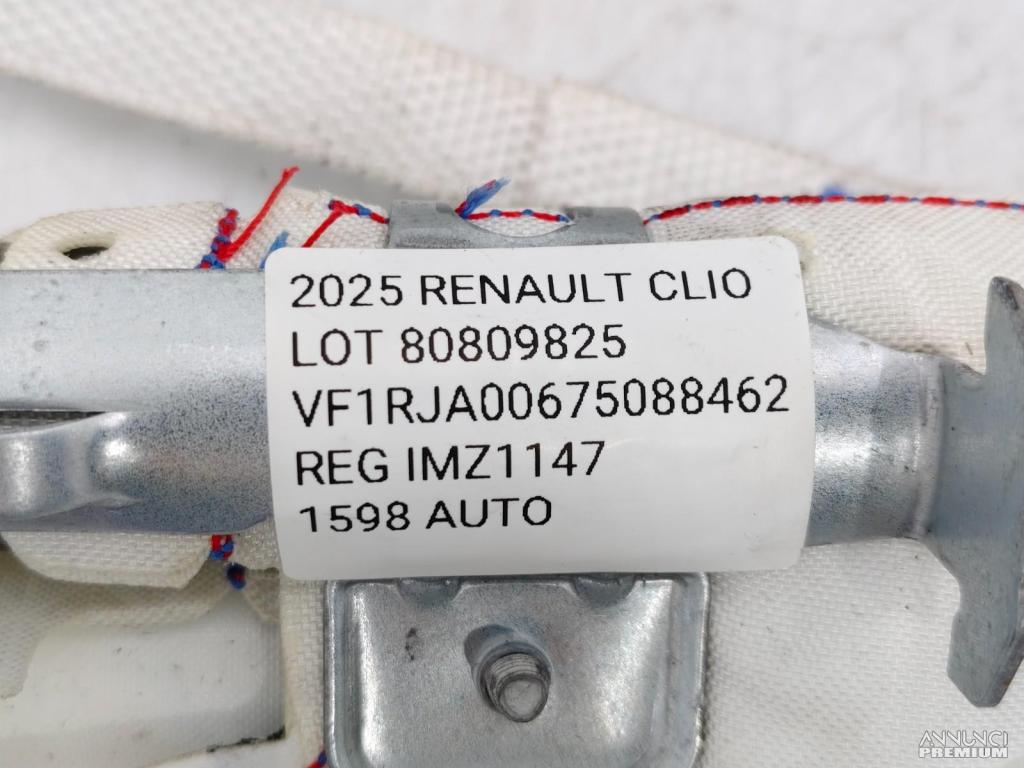 2025 RENAULT CLIO
LOT 80809825
VF1RJA00675088462
REG IMZ1147
1598 AUTO
ANNUNCI
PREMIUM